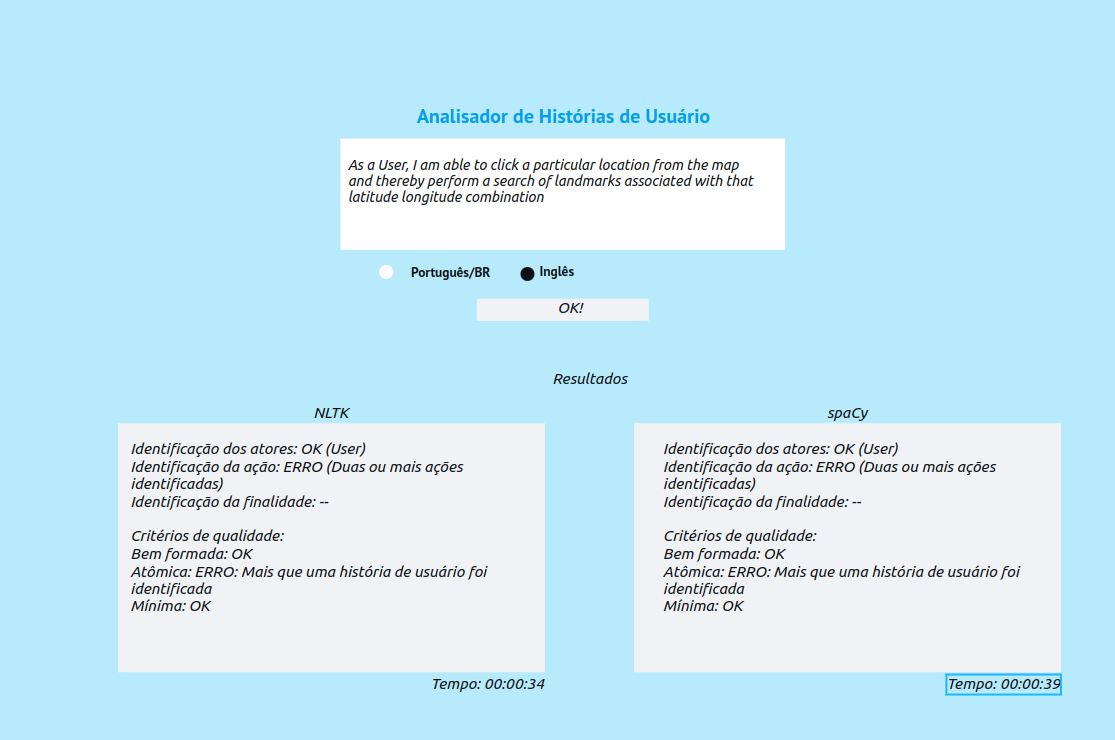 Analisador de Histórias de Usuário
As a User, I am able to click a particular location from the map
and thereby perform a search of landmarks associated with that
latitude longitude combination
Português/BR
Inglês
OK!
Resultados
NLTK
Identificação dos atores: OK (User)
Identificação da ação: ERRO (Duas ou mais ações
identificadas)
Identificação da finalidade: --
Critérios de qualidade:
Bem formada: OK
Atômica: ERRO: Mais que uma história de usuário foi
identificada
Mínima: OK
Tempo: 00:00:34
spaCy
Identificação dos atores: OK (User)
Identificação da ação: ERRO (Duas ou mais ações
identificadas)
Identificação da finalidade: --
Critérios de qualidade:
Bem formada: OK
Atômica: ERRO: Mais que uma história de usuário foi
identificada
Mínima: OK
Tempo: 00:00:39